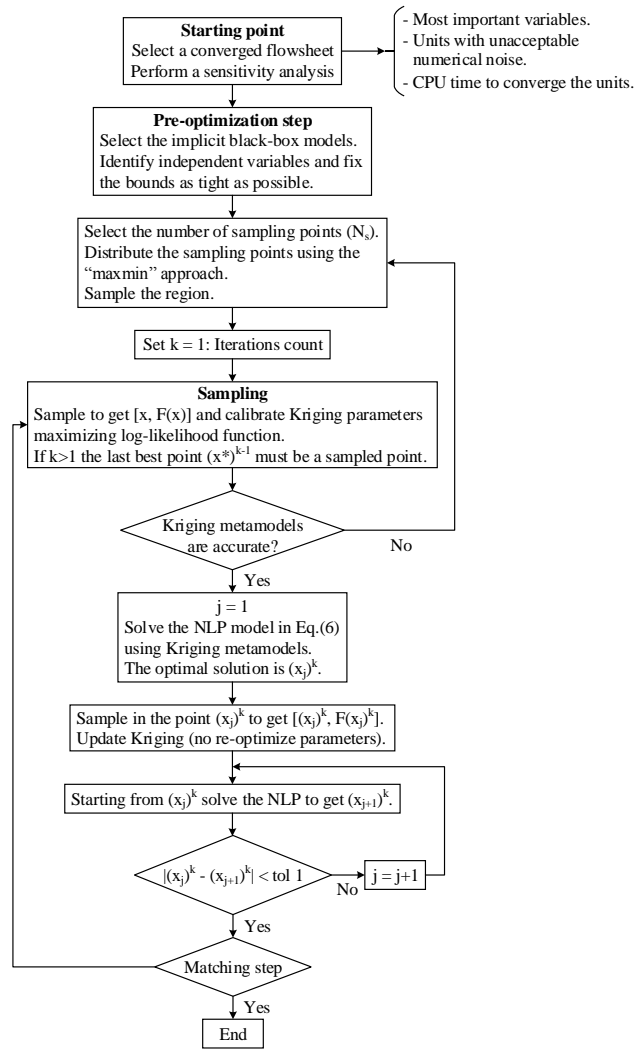 Starting point
Select a converged flowsheet
Perform a sensitivity analysis
- Most important variables.
- Units with unacceptable
numerical noise.
- CPU time to converge the units.
Pre-optimization step
Select the implicit black-box models.
Identify independent variables and fix
the bounds as tight as possible.
Select the number of sampling points (Nₛ).
Distribute the sampling points using the
“maxmin” approach.
Sample the region.
Set k = 1: Iterations count
Sampling
Sample to get [x, F(x)] and calibrate Kriging parameters
maximizing log-likelihood function.
If k>1 the last best point (x*)ᵏ⁻¹ must be a sampled point.
Kriging metamodels
are accurate?
No
Yes
j = 1
Solve the NLP model in Eq.(6)
using Kriging metamodels.
The optimal solution is (xⱼ)ᵏ.
Sample in the point (xⱼ)ᵏ to get [(xⱼ)ᵏ, F(xⱼ)ᵏ].
Update Kriging (no re-optimize parameters).
Starting from (xⱼ)ᵏ solve the NLP to get (xⱼ₊₁)ᵏ.
|(xⱼ)ᵏ - (xⱼ₊₁)ᵏ| < tol 1
No
j = j+1
Yes
Matching step
Yes
End